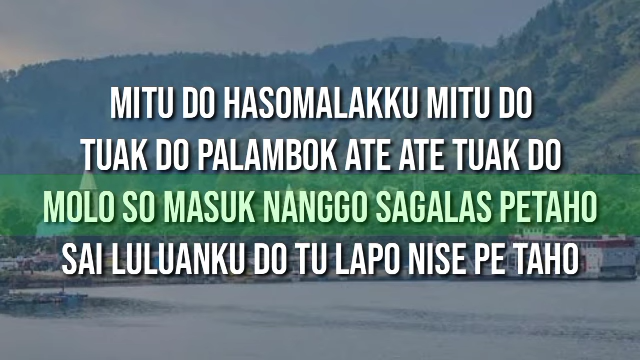 MITU DO HASOMALAKKU MITU DO
TUAK DO PALAMBOK ATE ATE TUAK DO
MOLO SO MASUK NANGGO SAGALAS PETAHO
SAI LULUANKU DO TU LAPO NISE PE TAHO